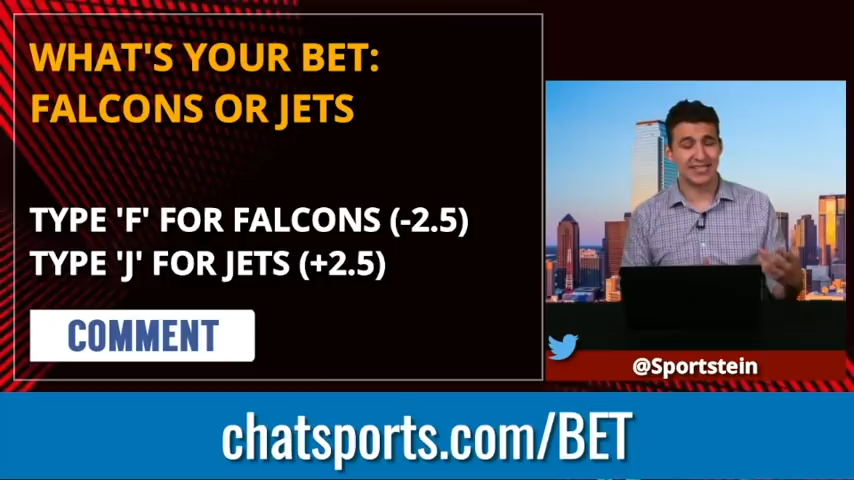 WHAT'S YOUR BET:
FALCONS OR JETS
TYPE 'F' FOR FALCONS (-2.5)
TYPE 'J' FOR JETS (+2.5)
COMMENT
@Sportstein
chatsports.com/BET